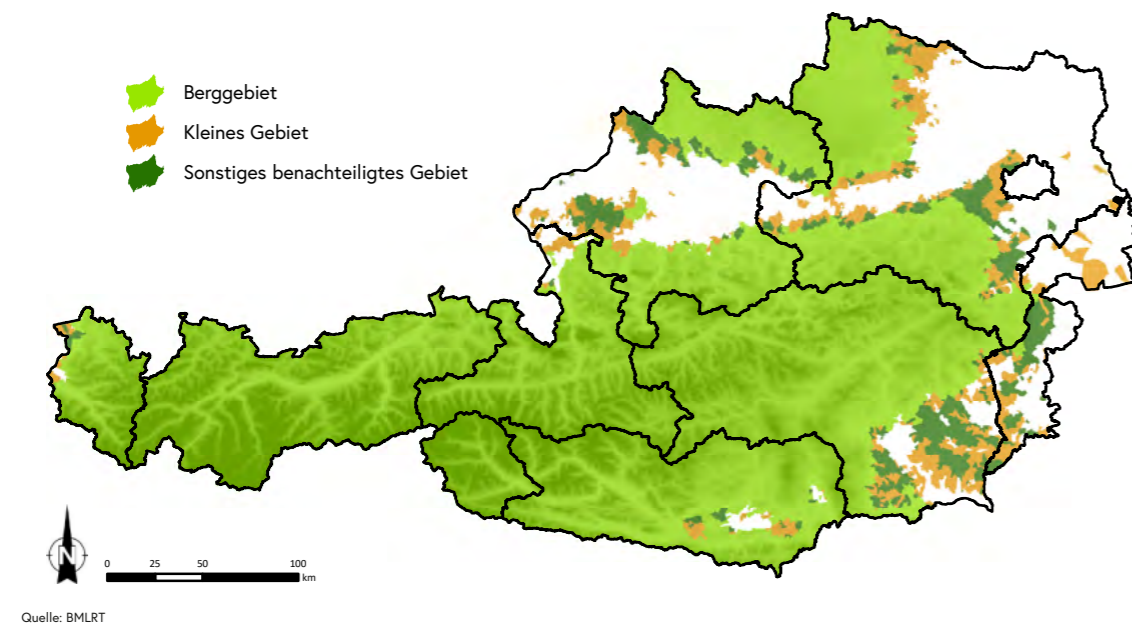 Berggebiet
Kleines Gebiet
Sonstiges benachteiligtes Gebiet
N
0 25 50 100
km
Quelle: BMLRT